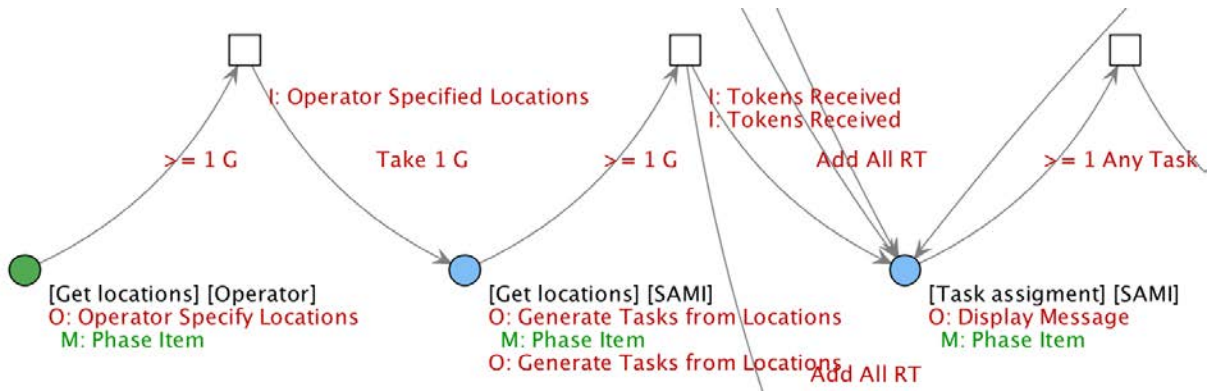 I: Operator Specified Locations
I: Tokens Received
I: Tokens Received
>= 1 G
Take 1 G
>= 1 G
Add All RT
>= 1 Any Task
[Get locations] [Operator]
O: Operator Specify Locations
M: Phase Item
[Get locations] [SAMI]
O: Generate Tasks from Locations
M: Phase Item
O: Generate Tasks from Locations
Add All RT
[Task assigment] [SAMI]
O: Display Message
M: Phase Item